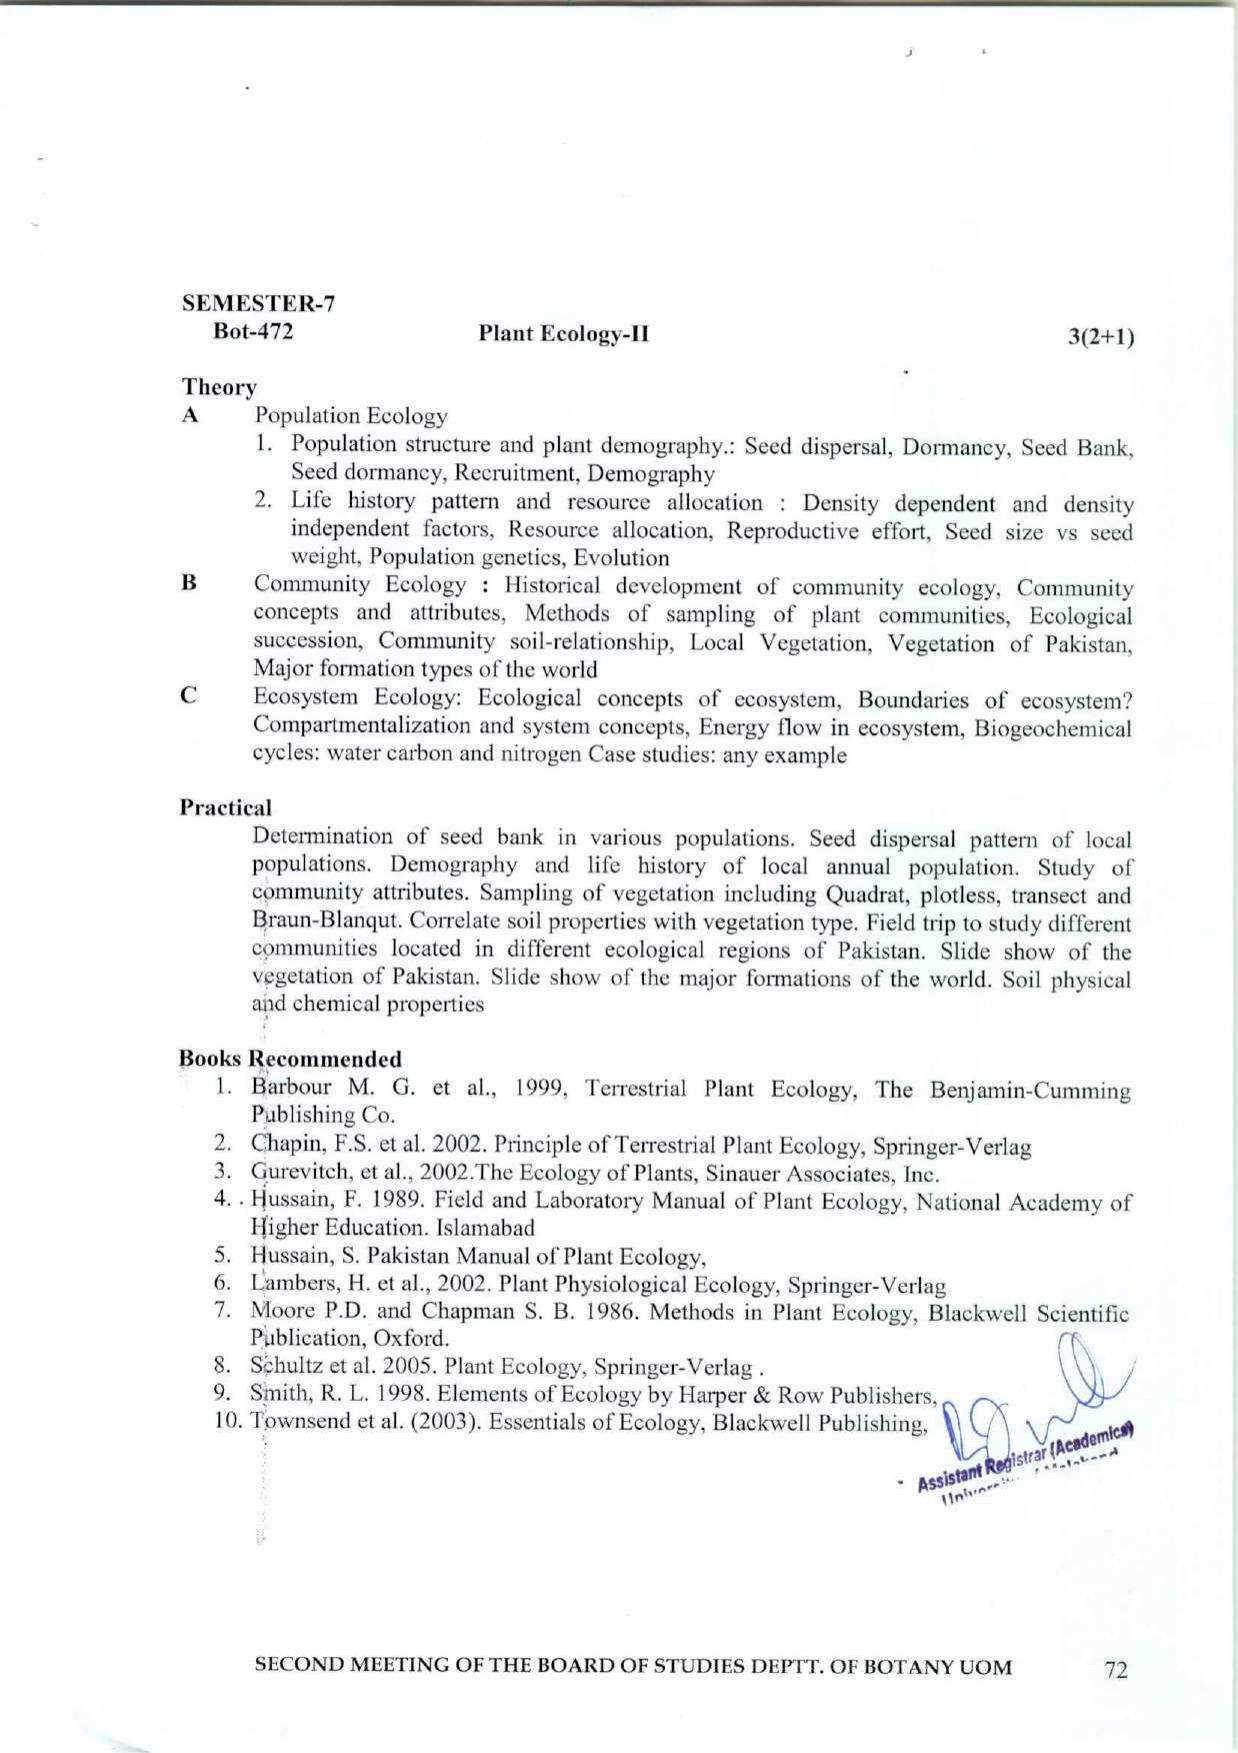 SEMESTER-7
Bot-472 Plant Ecology-II 3(2+1)
Theory
A Population Ecology
1. Population structure and plant demography.: Seed dispersal, Dormancy, Seed Bank,
Seed dormancy, Recruitment, Demography
2. Life history pattern and resource allocation : Density dependent and density
independent factors, Resource allocation, Reproductive effort, Seed size vs seed
weight, Population genetics, Evolution
B Community Ecology : Historical development of community ecology, Community
concepts and attributes, Methods of sampling of plant communities, Ecological
succession, Community soil-relationship, Local Vegetation, Vegetation of Pakistan,
Major formation types of the world
C Ecosystem Ecology: Ecological concepts of ecosystem, Boundaries of ecosystem?
Compartmentalization and system concepts, Energy flow in ecosystem, Biogeochemical
cycles: water carbon and nitrogen Case studies: any example
Practical
Determination of seed bank in various populations. Seed dispersal pattern of local
populations. Demography and life history of local annual population. Study of
community attributes. Sampling of vegetation including Quadrat, plotless, transect and
Braun-Blanqut. Correlate soil properties with vegetation type. Field trip to study different
communities located in different ecological regions of Pakistan. Slide show of the
vegetation of Pakistan. Slide show of the major formations of the world. Soil physical
and chemical properties
Books Recommended
1. Barbour M. G. et al., 1999, Terrestrial Plant Ecology, The Benjamin-Cumming
Publishing Co.
2. Chapin, F.S. et al. 2002. Principle of Terrestrial Plant Ecology, Springer-Verlag
3. Gurevitch, et al., 2002.The Ecology of Plants, Sinauer Associates, Inc.
4. . Hussain, F. 1989. Field and Laboratory Manual of Plant Ecology, National Academy of
Higher Education. Islamabad
5. Hussain, S. Pakistan Manual of Plant Ecology,
6. Lambers, H. et al., 2002. Plant Physiological Ecology, Springer-Verlag
7. Moore P.D. and Chapman S. B. 1986. Methods in Plant Ecology, Blackwell Scientific
Publication, Oxford.
8. Schultz et al. 2005. Plant Ecology, Springer-Verlag .
9. Smith, R. L. 1998. Elements of Ecology by Harper & Row Publishers,
10. Townsend et al. (2003). Essentials of Ecology, Blackwell Publishing,
Assistant Registrar (Academics)
SECOND MEETING OF THE BOARD OF STUDIES DEPTT. OF BOTANY UOM 72